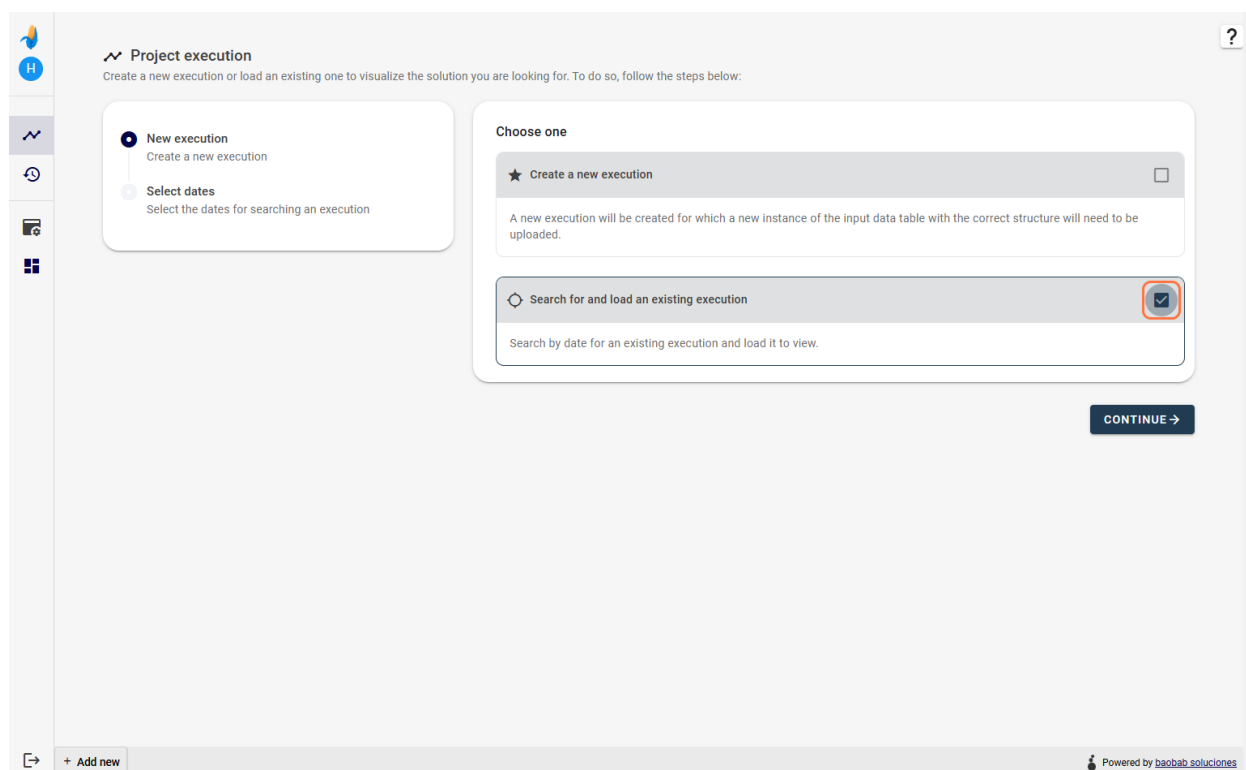 ?
H
Project execution
Create a new execution or load an existing one to visualize the solution you are looking for. To do so, follow the steps below:
New execution
Create a new execution
Select dates
Select the dates for searching an execution
Choose one
Create a new execution
A new execution will be created for which a new instance of the input data table with the correct structure will need to be
uploaded.
Search for and load an existing execution
Search by date for an existing execution and load it to view.
CONTINUE→
+ Add new
Powered by baobab soluciones